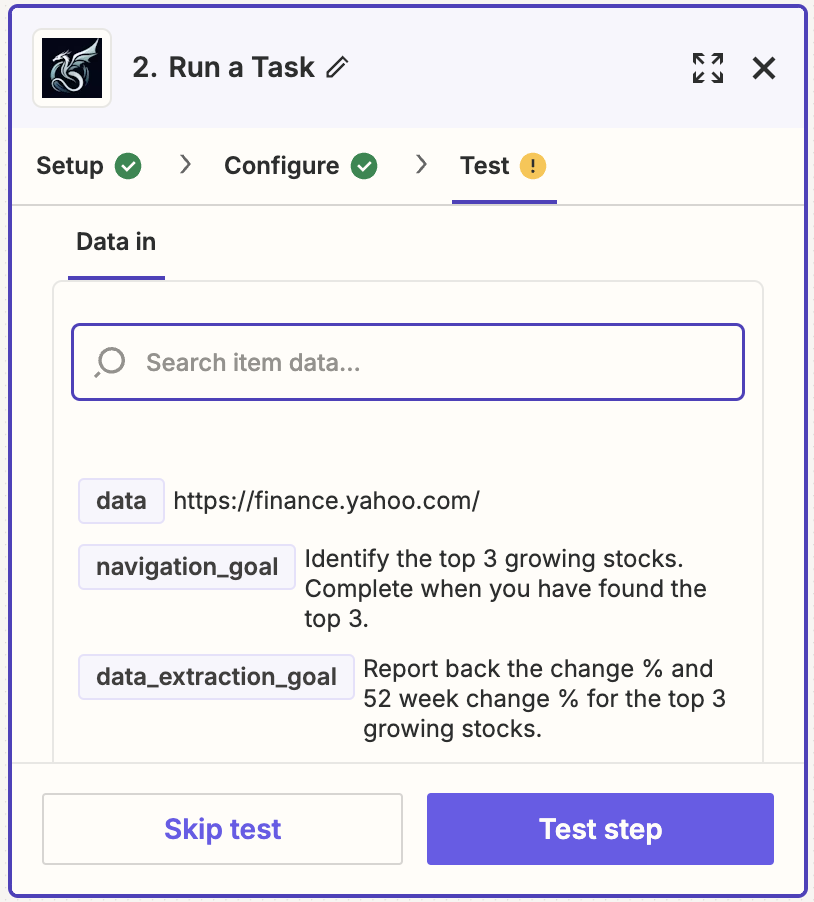 2. Run a Task
Setup
Configure
Test
Data in
Search item data...
data https://finance.yahoo.com/
navigation_goal Identify the top 3 growing stocks.
Complete when you have found the
top 3.
data_extraction_goal Report back the change % and
52 week change % for the top 3
growing stocks.
Skip test
Test step